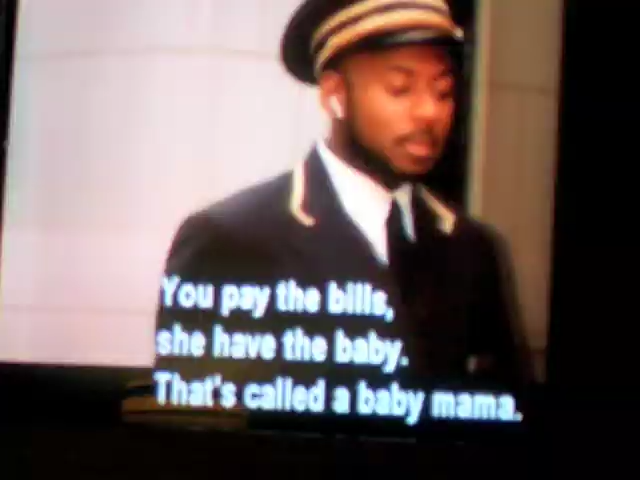 You pay the bills,
she have the baby.
That's called a baby mama.